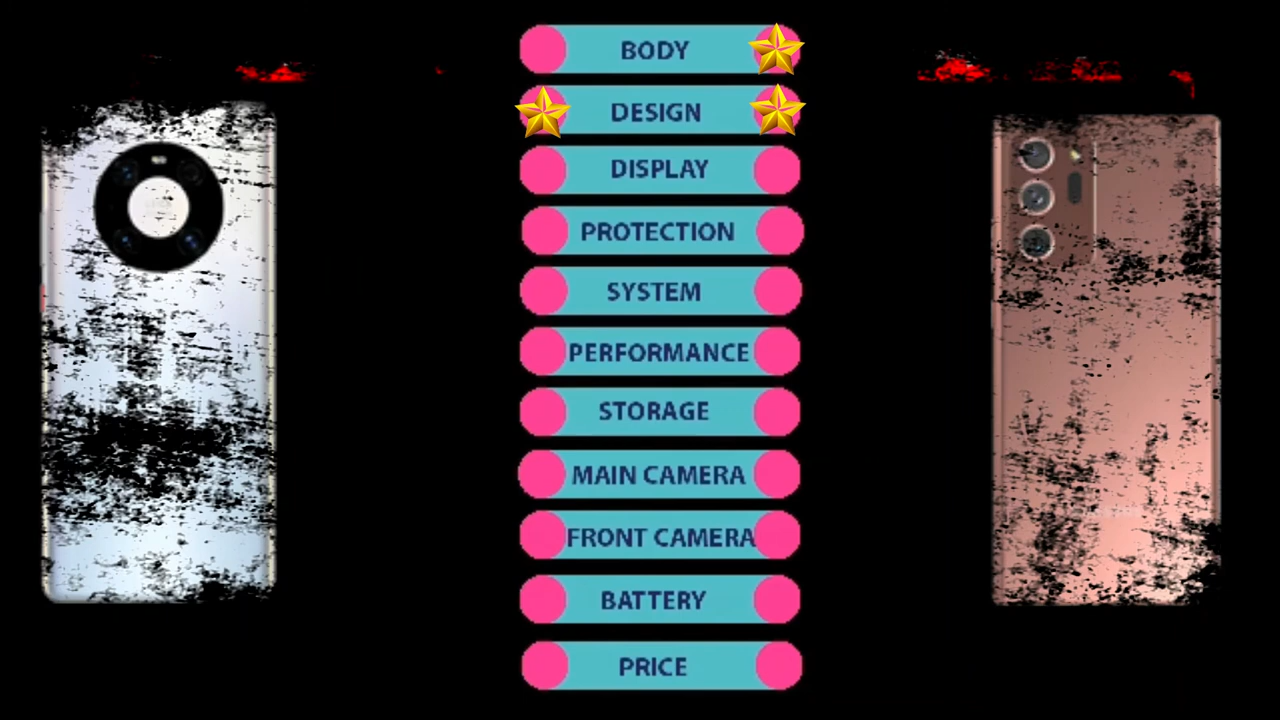 BODY
DESIGN
DISPLAY
PROTECTION
SYSTEM
PERFORMANCE
STORAGE
MAIN CAMERA
FRONT CAMERA
BATTERY
PRICE